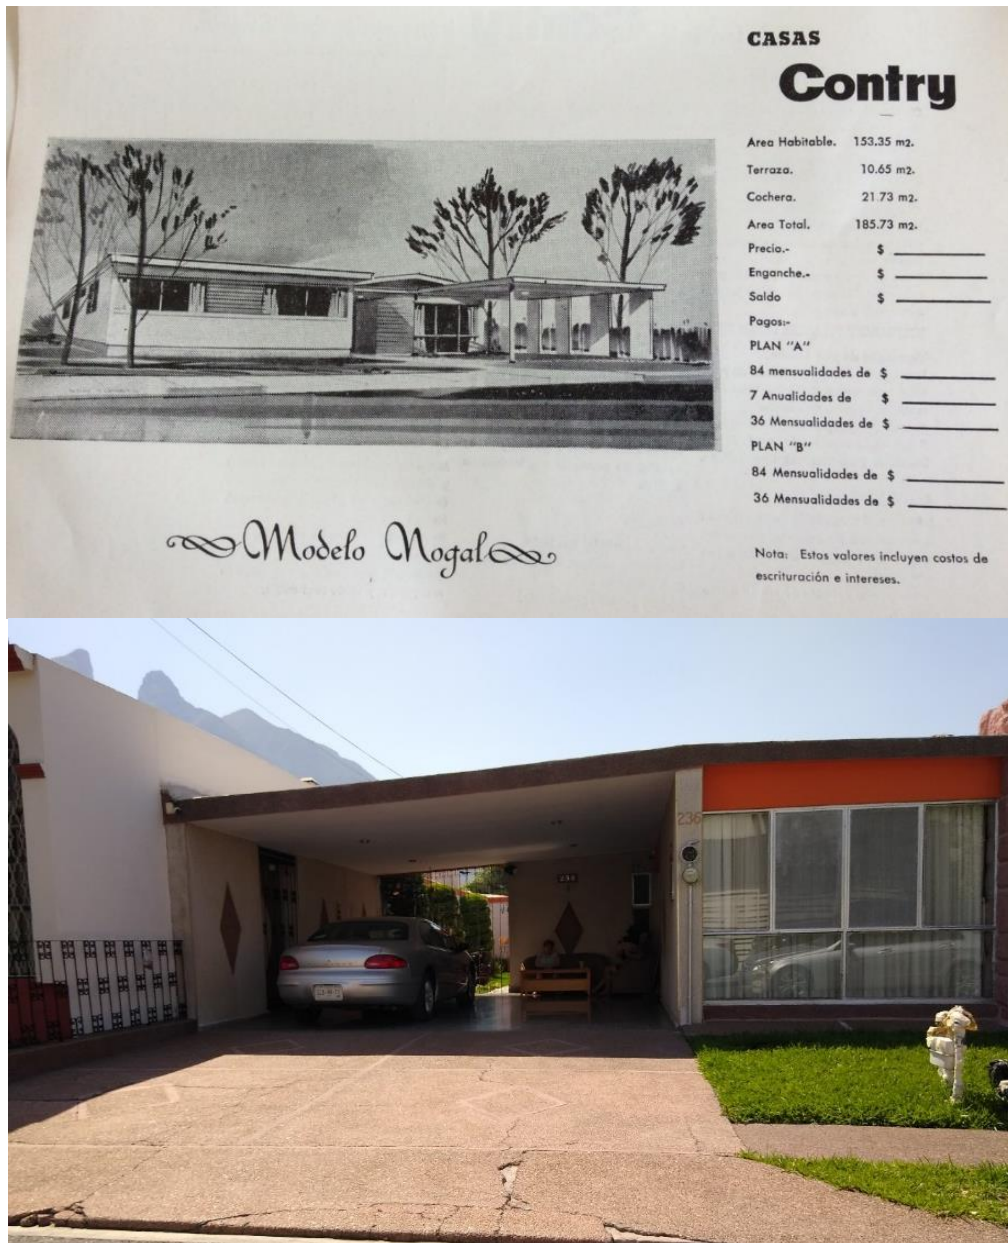 CASAS
Contry
Area Habitable. 153.35 m2.
Terraza. 10.65 m2.
Cochera. 21.73 m2.
Area Total. 185.73 m2.
Precio.- $
Enganche.- $
Saldo $
Pagos:-
PLAN "A"
84 mensualidades de $
7 Anualidades de $
36 Mensualidades de $
PLAN "B"
84 Mensualidades de $
36 Mensualidades de $
Nota: Estos valores incluyen costos de
escrituración e intereses.
Modelo Nogal
236